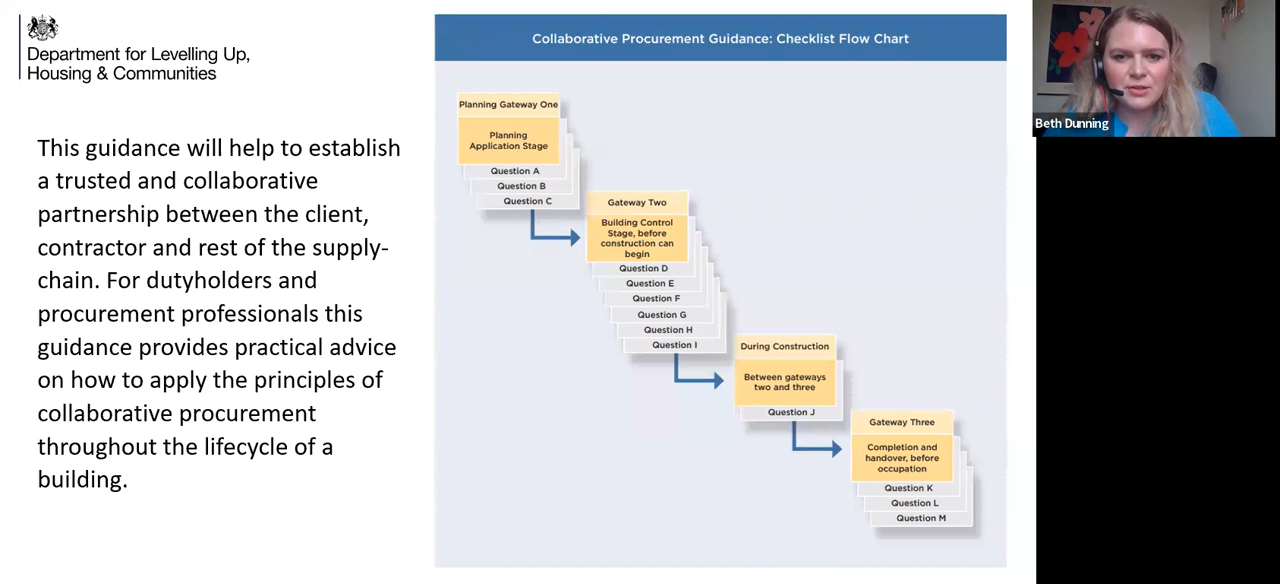 Department for Levelling Up,
Housing & Communities
This guidance will help to establish
a trusted and collaborative
partnership between the client,
contractor and rest of the supply-
chain. For dutyholders and
procurement professionals this
guidance provides practical advice
on how to apply the principles of
collaborative procurement
throughout the lifecycle of a
building.
Collaborative Procurement Guidance: Checklist Flow Chart
Planning Gateway One
Planning
Application Stage
Question A
Question B
Question C
Gateway Two
Building Control
Stage, before
construction can
begin
Question D
Question E
Question F
Question G
Question H
Question I
During Construction
Between gateways
two and three
Question J
Gateway Three
Completion and
handover, before
occupation
Question K
Question L
Question M
Beth Dunning